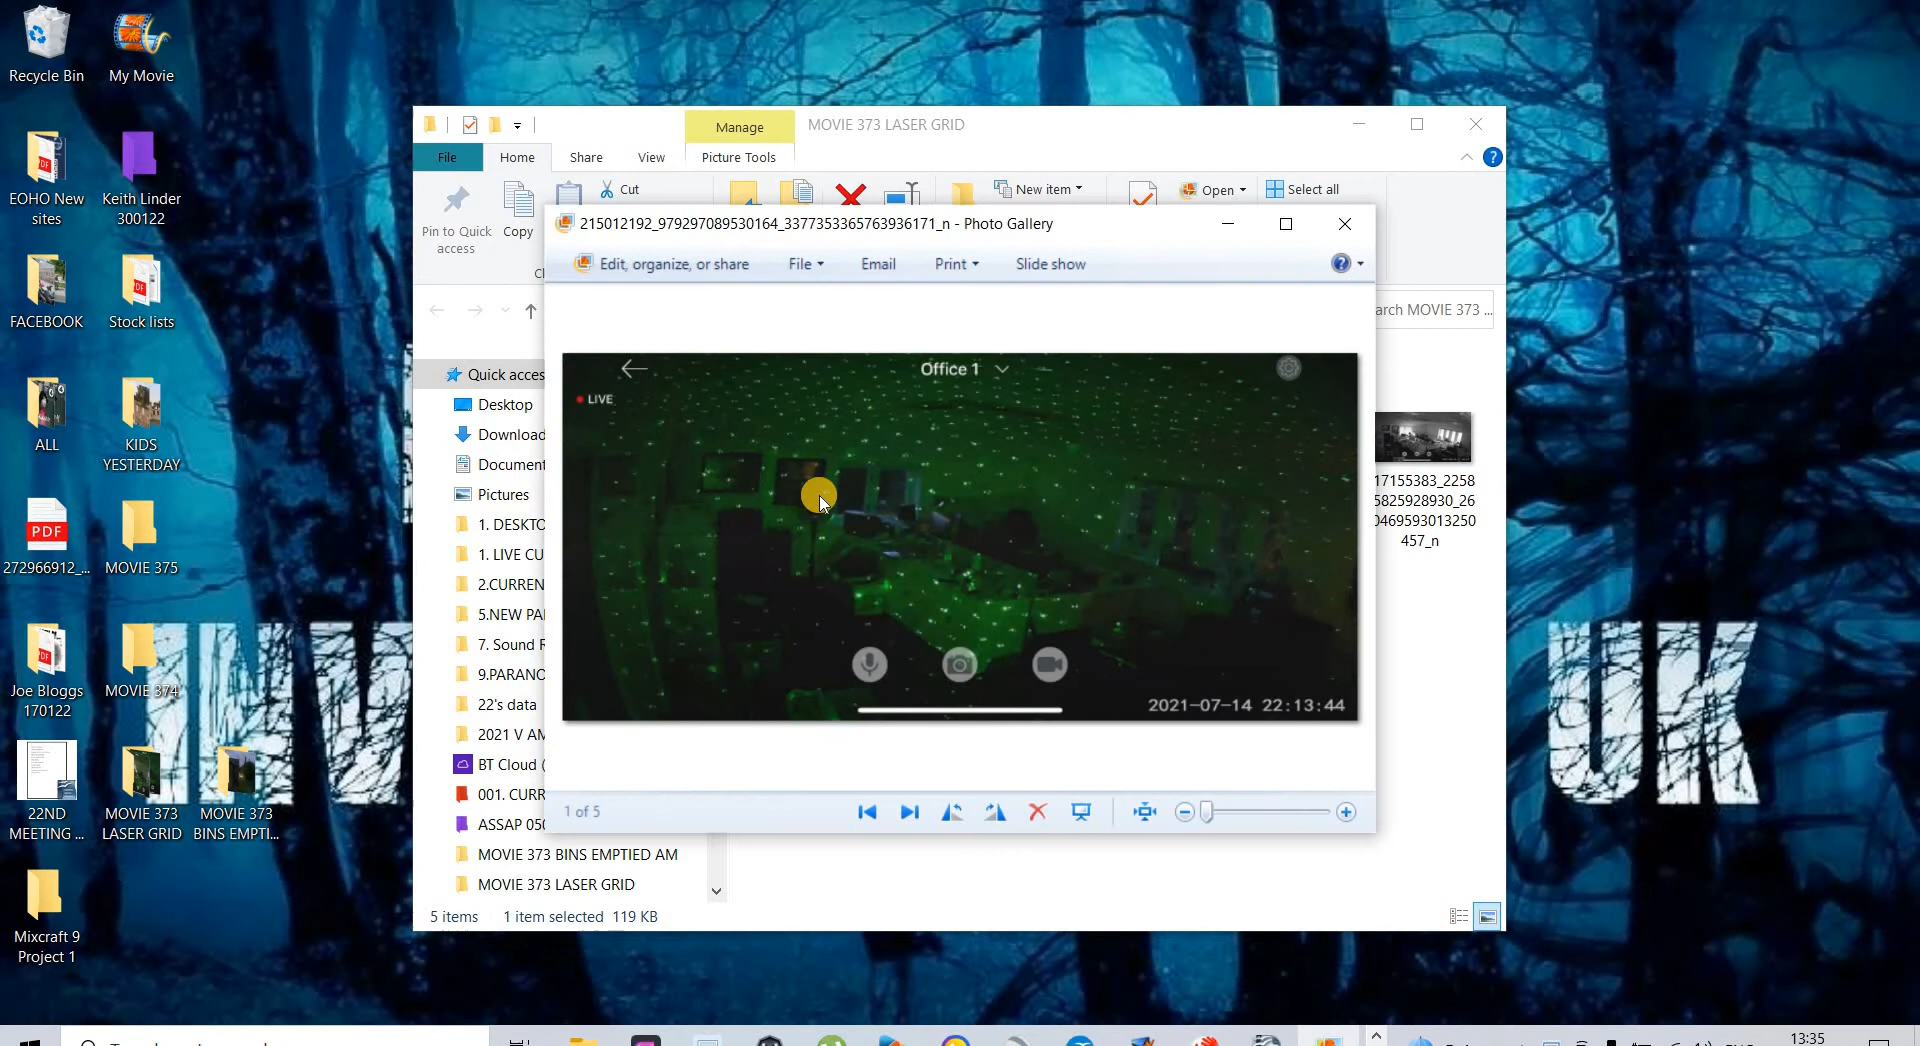 Recycle Bin
My Movie
EOHO New
sites
Keith Linder
300122
FACEBOOK
Stock lists
ALL
KIDS
YESTERDAY
PDF
272966912_...
MOVIE 375
Joe Bloggs
170122
MOVIE 374
22ND
MEETING ...
MOVIE 373
LASER GRID
MOVIE 373
BINS EMPTI...
Mixcraft 9
Project 1
Manage
MOVIE 373 LASER GRID
File
Home
Share
View
Picture Tools
Pin to Quick
access
Copy
Cut
New item
Open
Select all
215012192_979297089530164_3377353365763936171_n - Photo Gallery
Edit, organize, or share
File
Email
Print
Slide show
arch MOVIE 373 ...
Quick acces
Desktop
Download
Document
Pictures
1. DESKTO
1. LIVE CU
2.CURREN
5.NEW PA
7. Sound R
9.PARANO
22's data
2021 V AM
BT Cloud (
001. CURR
ASSAP 050
MOVIE 373 BINS EMPTIED AM
MOVIE 373 LASER GRID
Office 1
LIVE
2021-07-14 22:13:44
1 of 5
17155383_2258
5825928930_26
0469593013250
457_n
5 items
1 item selected 119 KB
UK
13:35